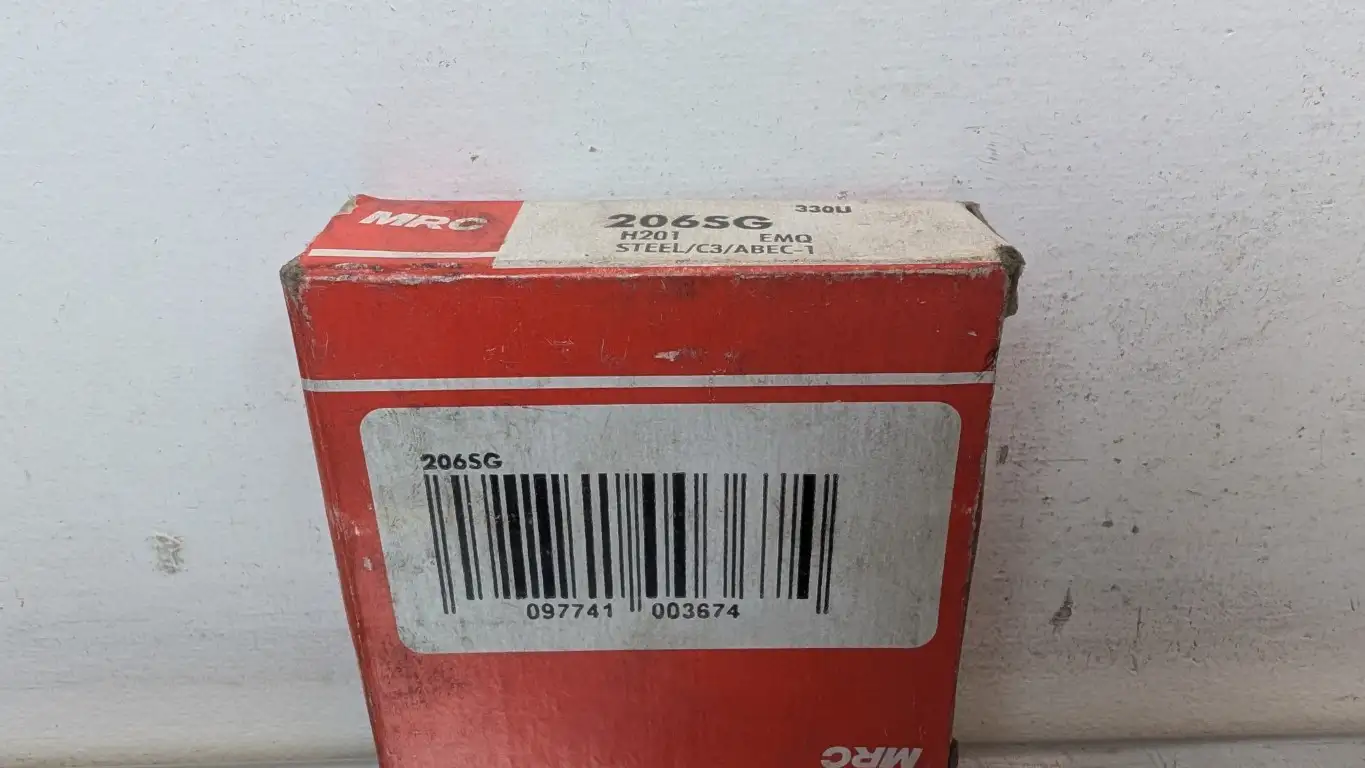 MRC
206SG 330U
H201 EMQ
STEEL/C3/ABEC-1
206SG
097741 003674
MRC